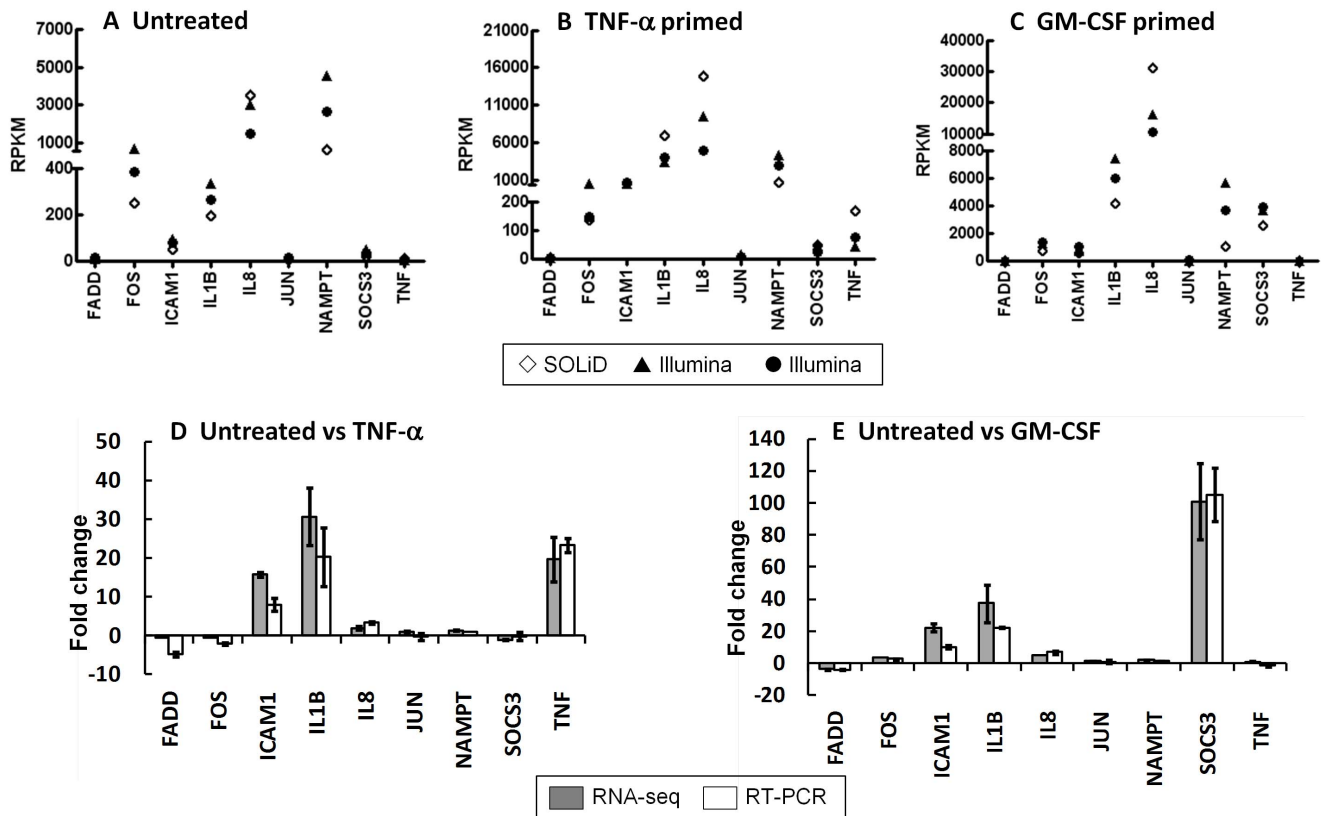 A Untreated
RPKM
7000
5000
3000
1000
400
200
0
FADD
FOS
ICAM1
IL1B
IL8
JUN
NAMPT
SOCS3
TNF
B TNF-α primed
RPKM
21000
16000
11000
6000
1000
200
100
0
FADD
FOS
ICAM1
IL1B
IL8
JUN
NAMPT
SOCS3
TNF
C GM-CSF primed
RPKM
40000
30000
20000
10000
8000
6000
4000
2000
0
FADD
FOS
ICAM1
IL1B
IL8
JUN
NAMPT
SOCS3
TNF
SOLiD Illumina Illumina
D Untreated vs TNF-α
Fold change
50
40
30
20
10
0
-10
FADD
FOS
ICAM1
IL1B
IL8
JUN
NAMPT
SOCS3
TNF
E Untreated vs GM-CSF
Fold change
140
120
100
80
60
40
20
0
-20
FADD
FOS
ICAM1
IL1B
IL8
JUN
NAMPT
SOCS3
TNF
RNA-seq RT-PCR